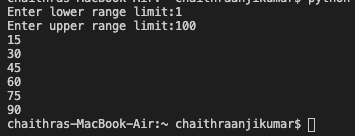 chaithras-MacBook-Air:~ chaithraanjikumar$ python
Enter lower range limit:1
Enter upper range limit:100
15
30
45
60
75
90
chaithras-MacBook-Air:~ chaithraanjikumar$